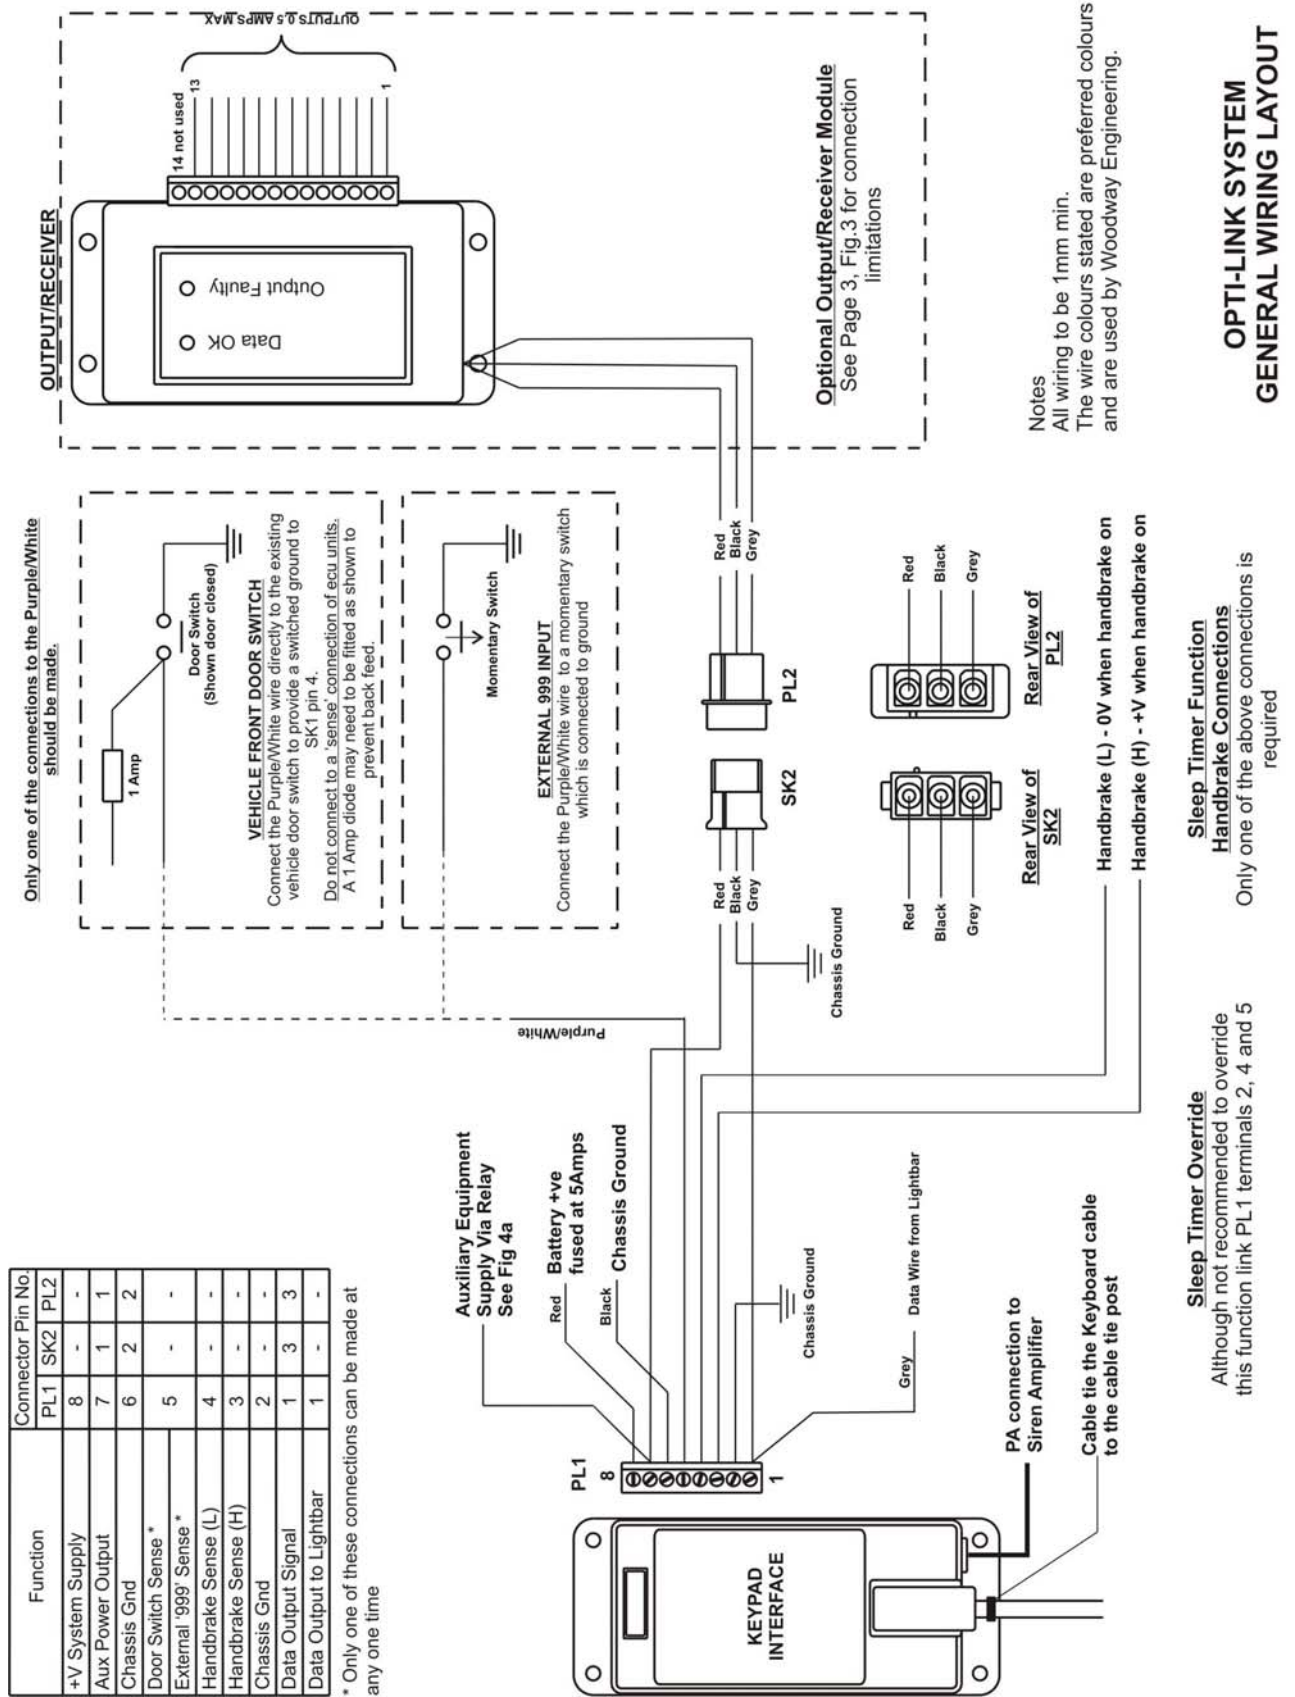 Function
Connector Pin No.
PL1 SK2 PL2
+V System Supply 8 - -
Aux Power Output 7 1 1
Chassis Gnd 6 2 2
Door Switch Sense * 5 - -
External '999' Sense *
Handbrake Sense (L) 4 - -
Handbrake Sense (H) 3 - -
Chassis Gnd 2 - -
Data Output Signal 1 3 3
Data Output to Lightbar 1 - -
* Only one of these connections can be made at
any one time
Only one of the connections to the Purple/White
should be made.
1 Amp
Door Switch
(Shown door closed)
VEHICLE FRONT DOOR SWITCH
Connect the Purple/White wire directly to the existing
vehicle door switch to provide a switched ground to
SK1 pin 4.
Do not connect to a 'sense' connection of ecu units.
A 1 Amp diode may need to be fitted as shown to
prevent back feed.
Momentary Switch
EXTERNAL 999 INPUT
Connect the Purple/White wire to a momentary switch
which is connected to ground
OUTPUT/RECEIVER
Data OK
Output Faulty
14 not used
13
1
OUTPUTS 0.5 AMPS MAX
Optional Output/Receiver Module
See Page 3, Fig.3 for connection
limitations
Purple/White
Auxiliary Equipment
Supply Via Relay
See Fig 4a
Red
Battery +ve
fused at 5Amps
Black
Chassis Ground
PL1
8
1
KEYPAD
INTERFACE
Chassis Ground
Grey
Data Wire from Lightbar
PA connection to
Siren Amplifier
Cable tie the Keyboard cable
to the cable tie post
Red
Black
Grey
Chassis Ground
SK2
PL2
Red
Black
Grey
Red
Black
Grey
Rear View of
SK2
Red
Black
Grey
Rear View of
PL2
Handbrake (L) - 0V when handbrake on
Handbrake (H) - +V when handbrake on
Sleep Timer Override
Although not recommended to override
this function link PL1 terminals 2, 4 and 5
Sleep Timer Function
Handbrake Connections
Only one of the above connections is
required
Notes
All wiring to be 1mm min.
The wire colours stated are preferred colours
and are used by Woodway Engineering.
OPTI-LINK SYSTEM
GENERAL WIRING LAYOUT